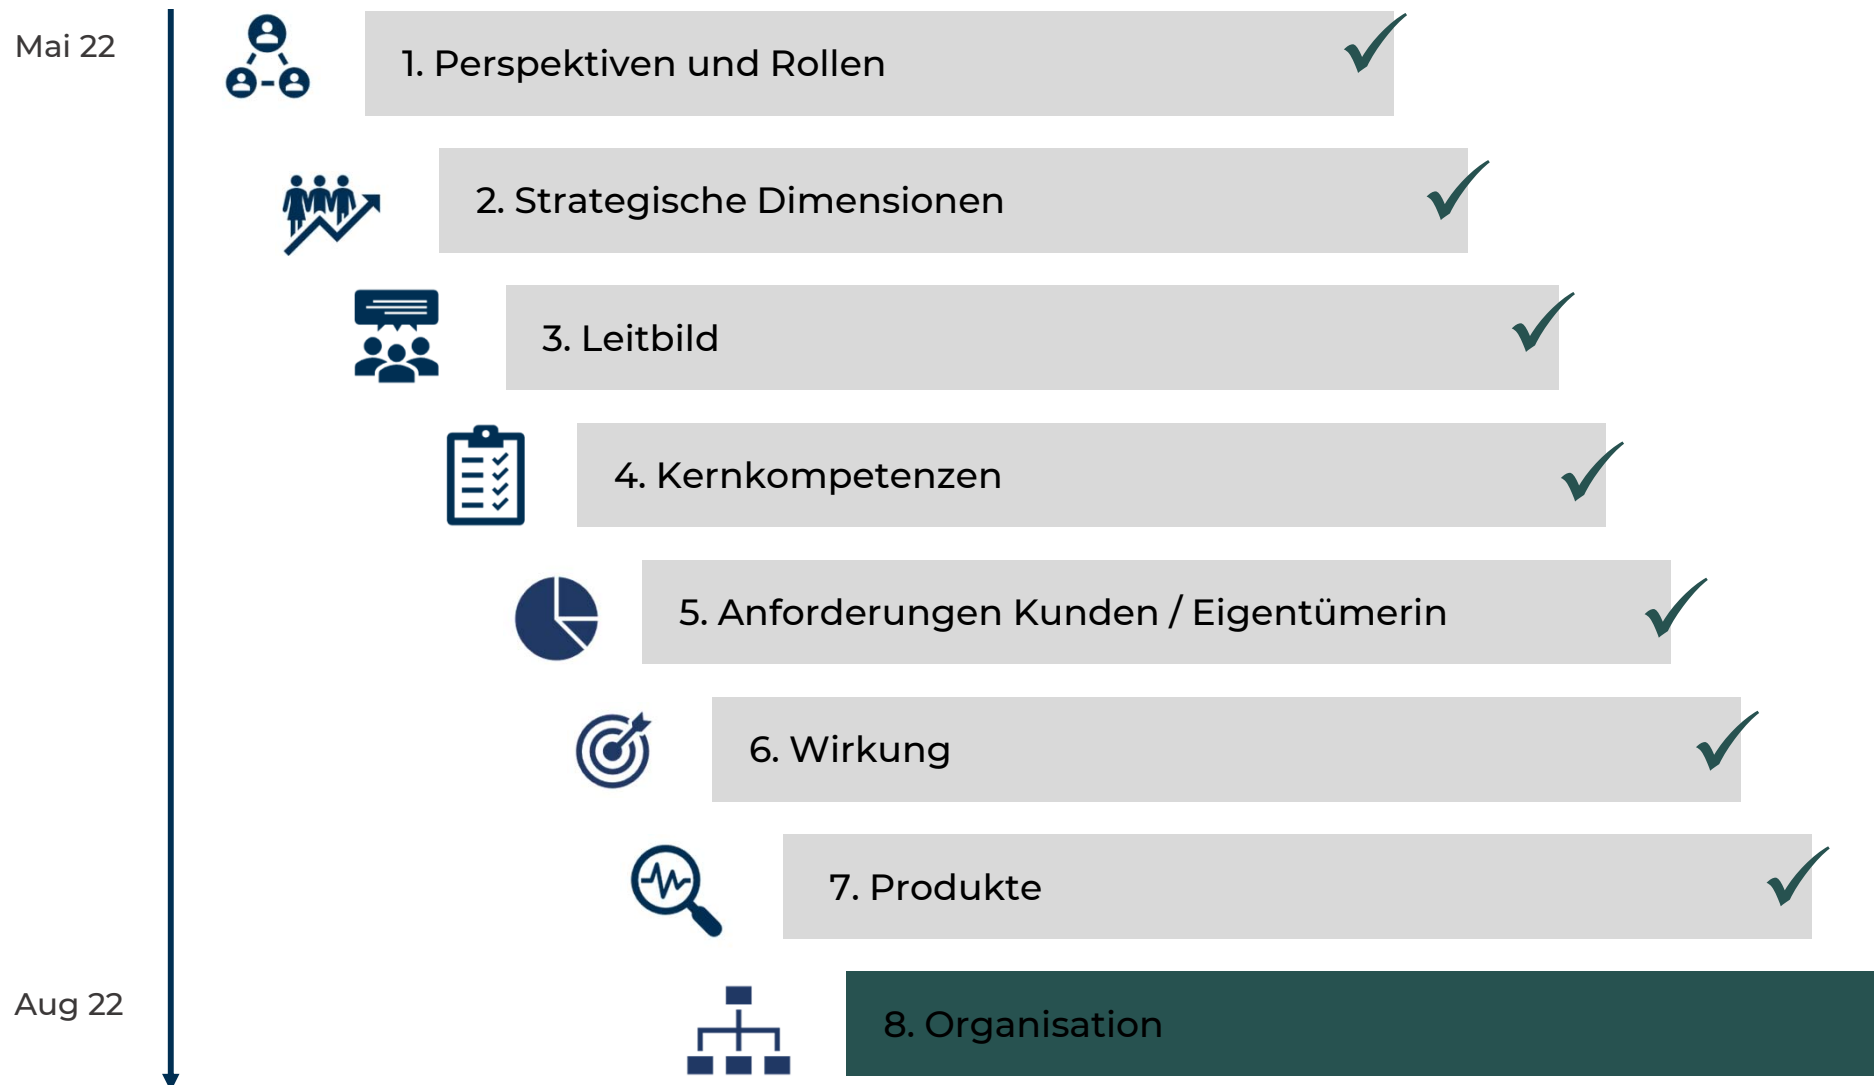 Mai 22
1. Perspektiven und Rollen
2. Strategische Dimensionen
3. Leitbild
4. Kernkompetenzen
5. Anforderungen Kunden / Eigentümerin
6. Wirkung
7. Produkte
Aug 22
8. Organisation